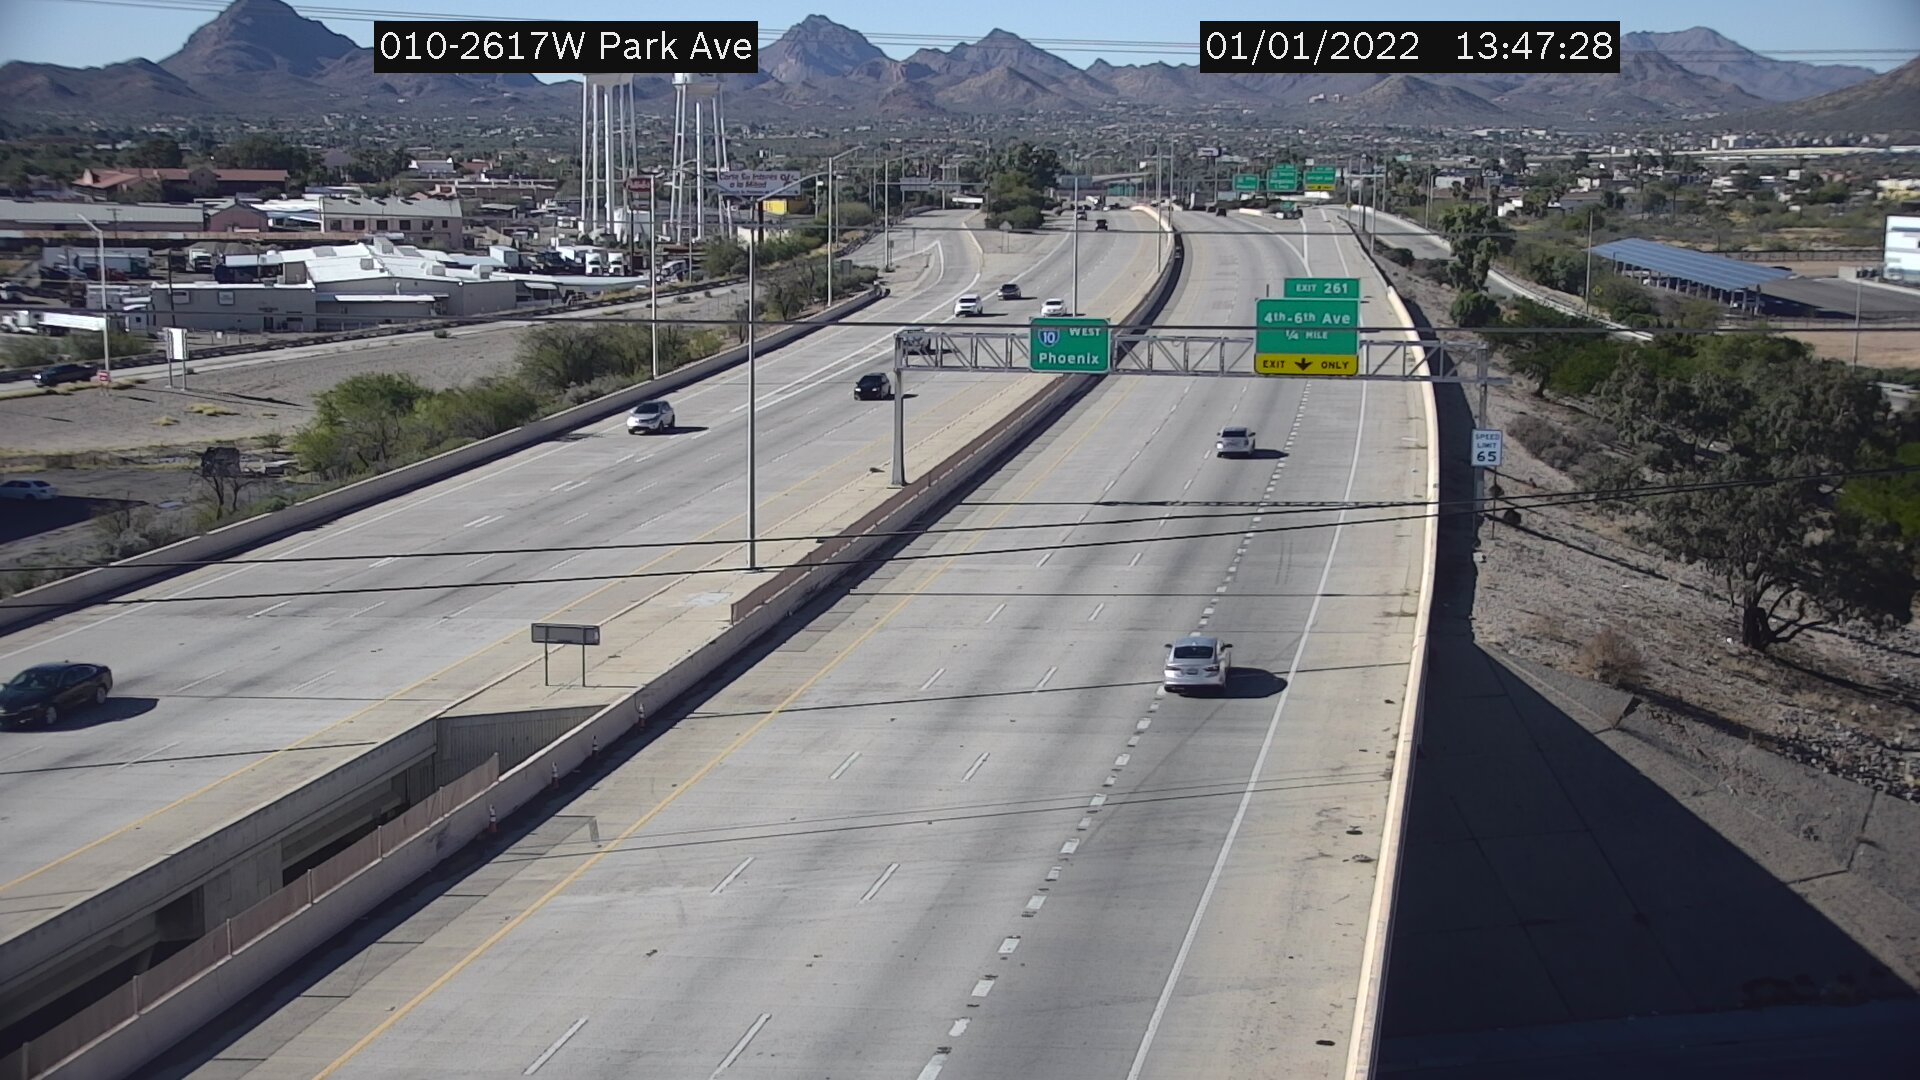 010-2617W Park Ave
01/01/2022 13:47:28
EXIT 261
4th-6th Ave
1/4 MILE
EXIT ONLY
10 WEST
Phoenix
SPEED
LIMIT
65